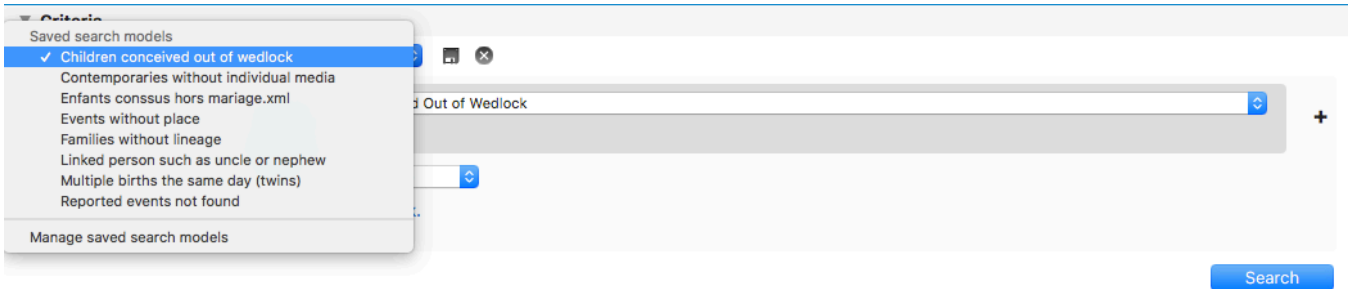 Criteria
Saved search models
✓ Children conceived out of wedlock
Contemporaries without individual media
Enfants conssus hors mariage.xml
d Out of Wedlock
Events without place
Families without lineage
Linked person such as uncle or nephew
Multiple births the same day (twins)
Reported events not found
Manage saved search models
Search